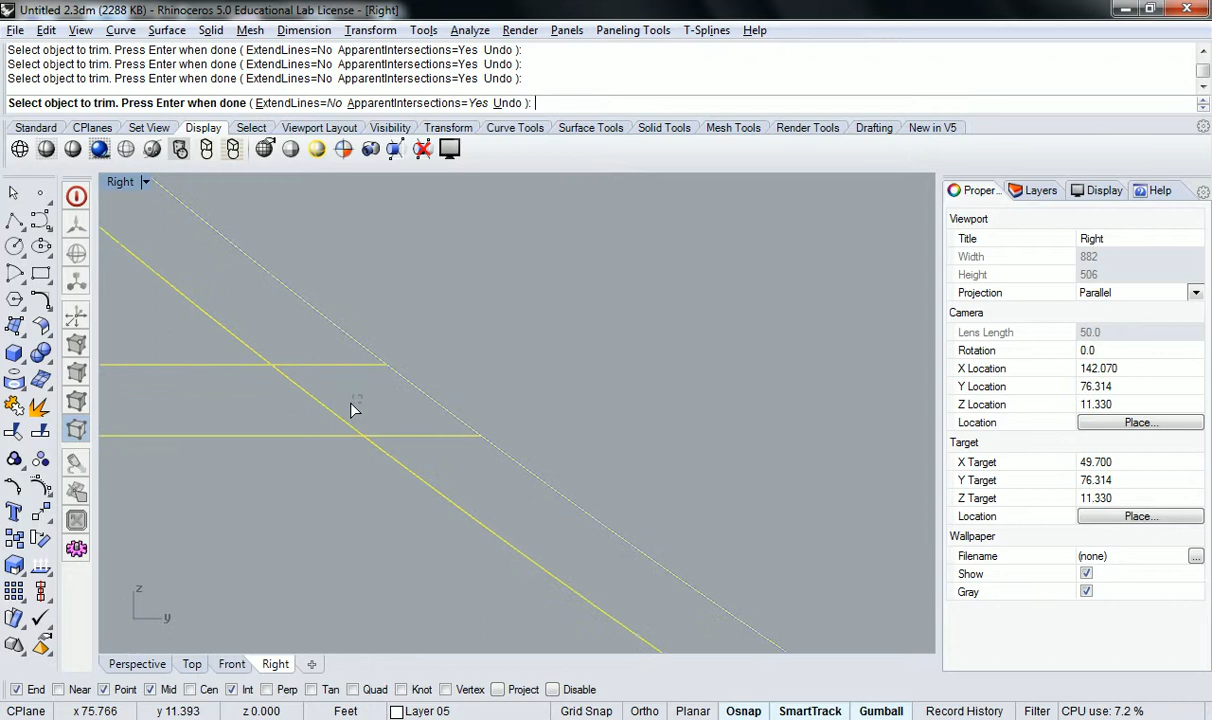 Untitled 2.3dm (2288 KB) - Rhinoceros 5.0 Educational Lab License - [Right]
File Edit View Curve Surface Solid Mesh Dimension Transform Tools Analyze Render Panels Paneling Tools T-Splines Help
Select object to trim. Press Enter when done ( ExtendLines=No ApparentIntersections=Yes Undo ):
Select object to trim. Press Enter when done ( ExtendLines=No ApparentIntersections=Yes Undo ):
Select object to trim. Press Enter when done ( ExtendLines=No ApparentIntersections=Yes Undo ):
Select object to trim. Press Enter when done ( ExtendLines=No ApparentIntersections=Yes Undo ):
Standard CPlanes Set View Display Select Viewport Layout Visibility Transform Curve Tools Surface Tools Solid Tools Mesh Tools Render Tools Drafting New in V5
Right
Proper... Layers Display Help
Viewport
Title Right
Width 882
Height 506
Projection Parallel
Camera
Lens Length 50.0
Rotation 0.0
X Location 142.070
Y Location 76.314
Z Location 11.330
Location Place...
Target
X Target 49.700
Y Target 76.314
Z Target 11.330
Location Place...
Wallpaper
Filename (none) ...
Show
Gray
z
y
Perspective Top Front Right
End Near Point Mid Cen Int Perp Tan Quad Knot Vertex Project Disable
CPlane x 75.766 y 11.393 z 0.000 Feet Layer 05 Grid Snap Ortho Planar Osnap SmartTrack Gumball Record History Filter CPU use: 7.2 %